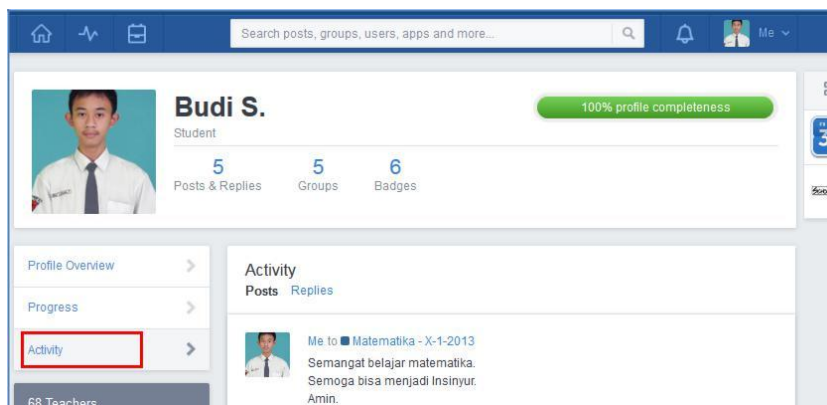 Search posts, groups, users, apps and more...
Me
Budi S.
Student
100% profile completeness
5
Posts & Replies
5
Groups
6
Badges
Profile Overview
Progress
Activity
68 Teachers
Activity
Posts Replies
Me to Matematika - X-1-2013
Semangat belajar matematika.
Semoga bisa menjadi Insinyur.
Amin.